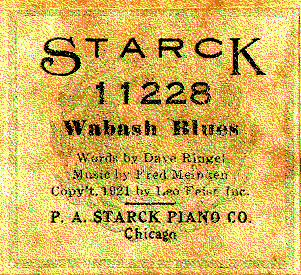 STARCK
11228
Wabash Blues
Words by Dave Ringel
Music by Fred Meinken
Copy't. 1921 by Leo Feist Inc.
P. A. STARCK PIANO CO.
Chicago